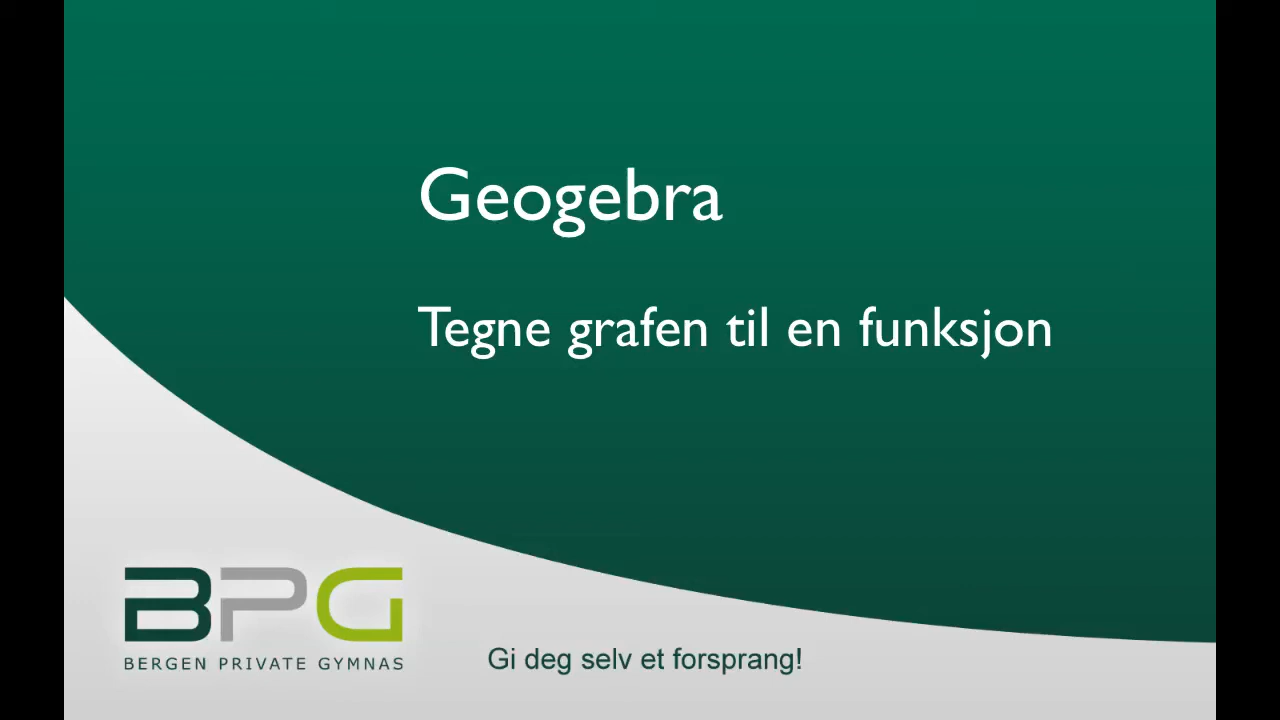 Geogebra
Tegne grafen til en funksjon
BPG
BERGEN PRIVATE GYMNAS
Gi deg selv et forsprang!